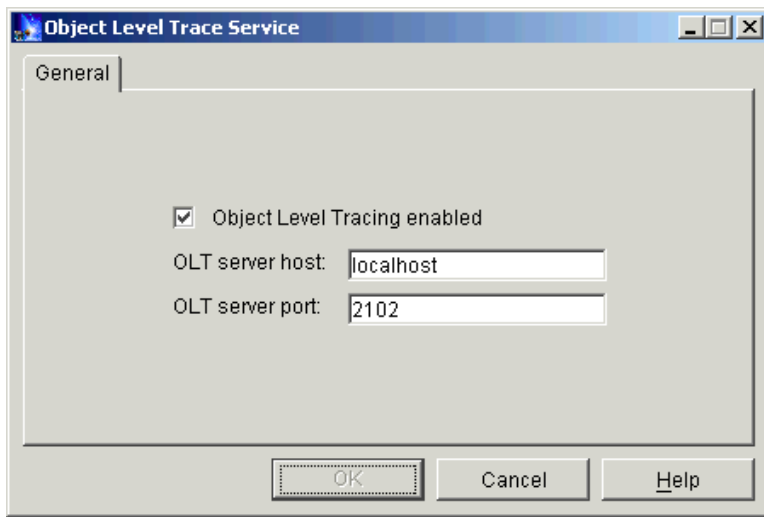 Object Level Trace Service
General
Object Level Tracing enabled
OLT server host: localhost
OLT server port: 2102
OK Cancel Help